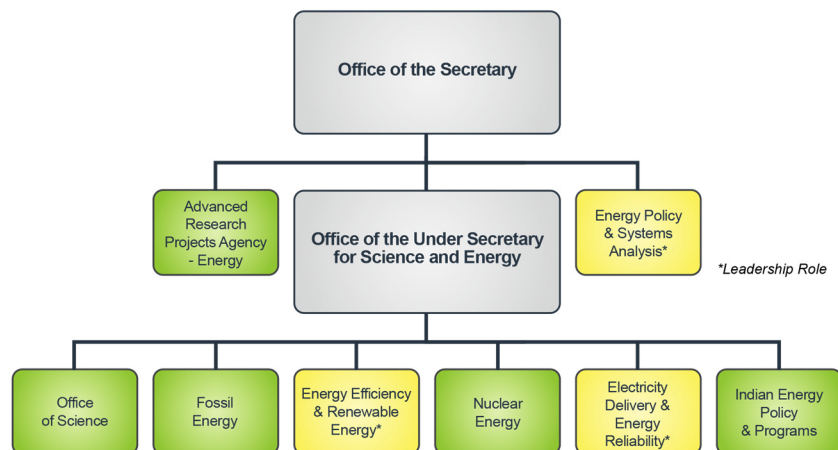 Office of the Secretary
Advanced
Research
Projects Agency
- Energy
Office of the Under Secretary
for Science and Energy
Energy Policy
& Systems
Analysis*
*Leadership Role
Office
of Science
Fossil
Energy
Energy Efficiency
& Renewable
Energy*
Nuclear
Energy
Electricity
Delivery &
Energy
Reliability*
Indian Energy
Policy
& Programs